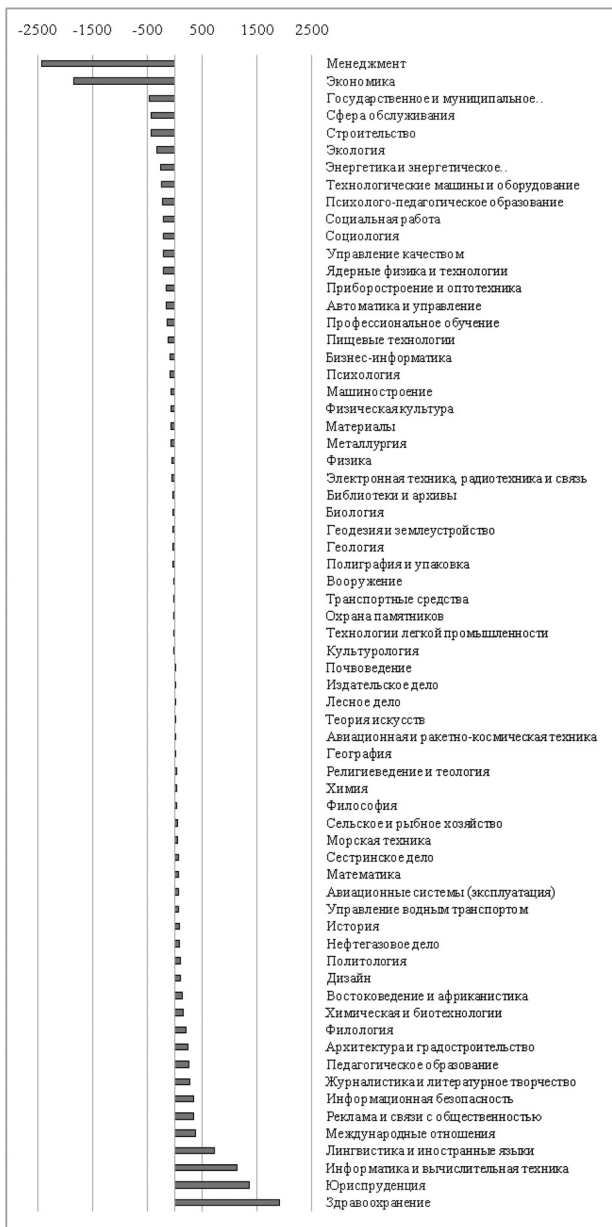 -2500 -1500 -500 500 1500 2500
Менеджмент
Экономика
Государственное и муниципальное..
Сфера обслуживания
Строительство
Экология
Энергетика и энергетическое..
Технологические машины и оборудование
Психолого-педагогическое образование
Социальная работа
Социология
Управление качеством
Ядерные физика и технологии
Приборостроение и оптотехника
Автоматика и управление
Профессиональное обучение
Пищевые технологии
Бизнес-информатика
Психология
Машиностроение
Физическая культура
Материалы
Металлургия
Физика
Электронная техника, радиотехника и связь
Библиотеки и архивы
Биология
Геодезия и землеустройство
Геология
Полиграфия и упаковка
Вооружение
Транспортные средства
Охрана памятников
Технологии легкой промышленности
Культурология
Почвоведение
Издательское дело
Лесное дело
Теория искусств
Авиационная и ракетно-космическая техника
География
Религиеведение и теология
Химия
Философия
Сельское и рыбное хозяйство
Морская техника
Сестринское дело
Математика
Авиационные системы (эксплуатация)
Управление водным транспортом
История
Нефтегазовое дело
Политология
Дизайн
Востоковедение и африканистика
Химическая и биотехнологии
Филология
Архитектура и градостроительство
Педагогическое образование
Журналистика и литературное творчество
Информационная безопасность
Реклама и связи с общественностью
Международные отношения
Лингвистика и иностранные языки
Информатика и вычислительная техника
Юриспруденция
Здравоохранение